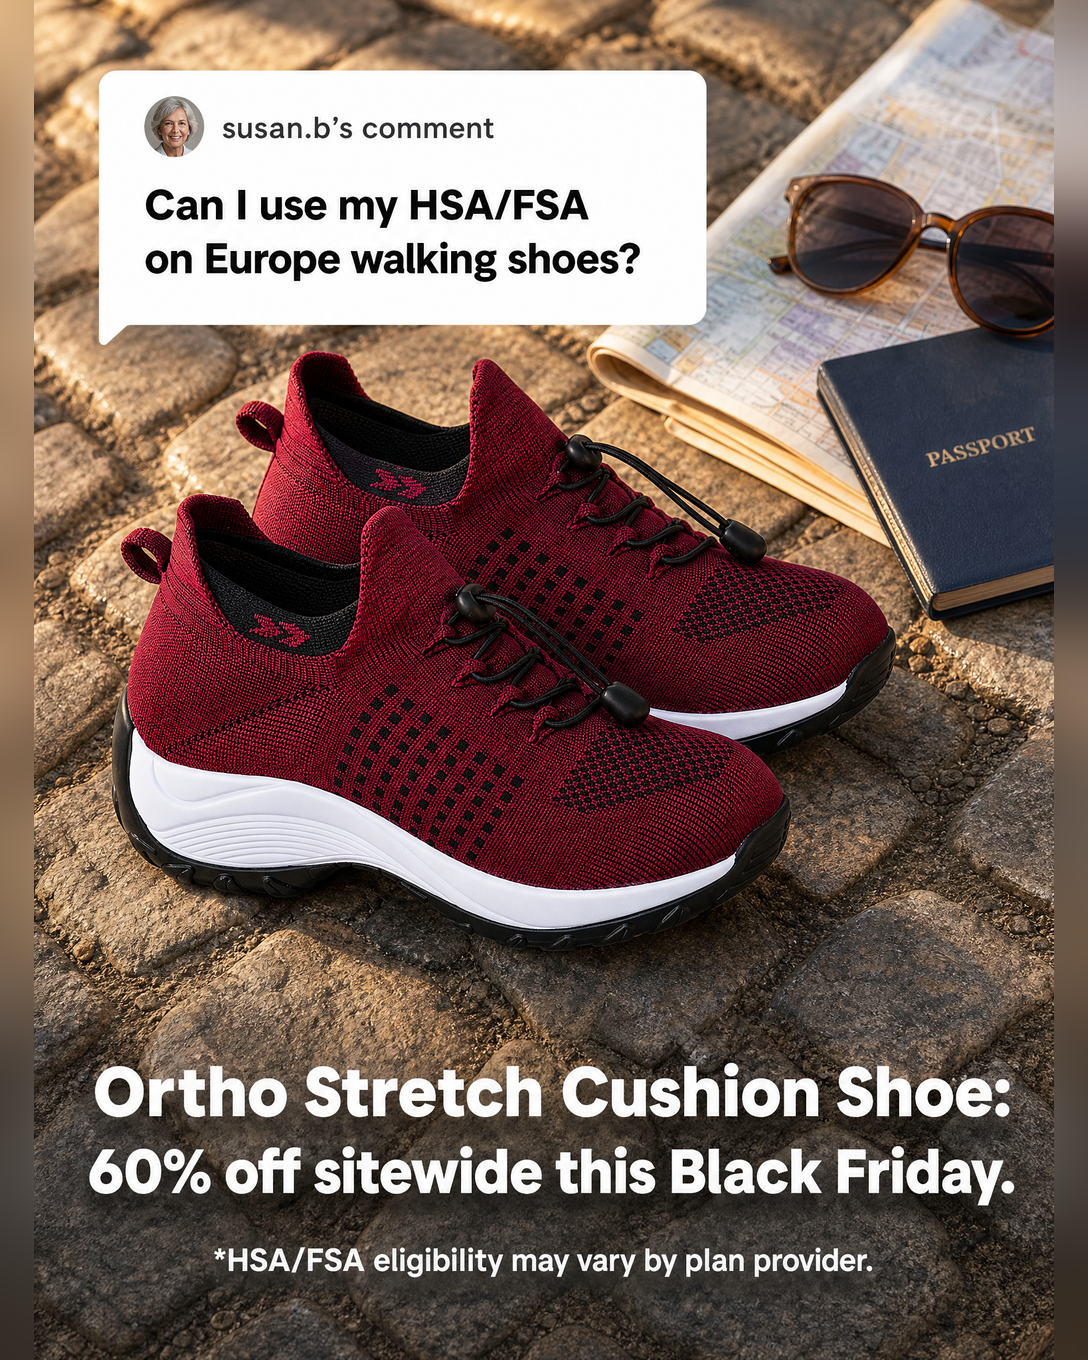 susan.b's comment
Can I use my HSA/FSA
on Europe walking shoes?
PASSPORT
Ortho Stretch Cushion Shoe:
60% off sitewide this Black Friday.
*HSA/FSA eligibility may vary by plan provider.